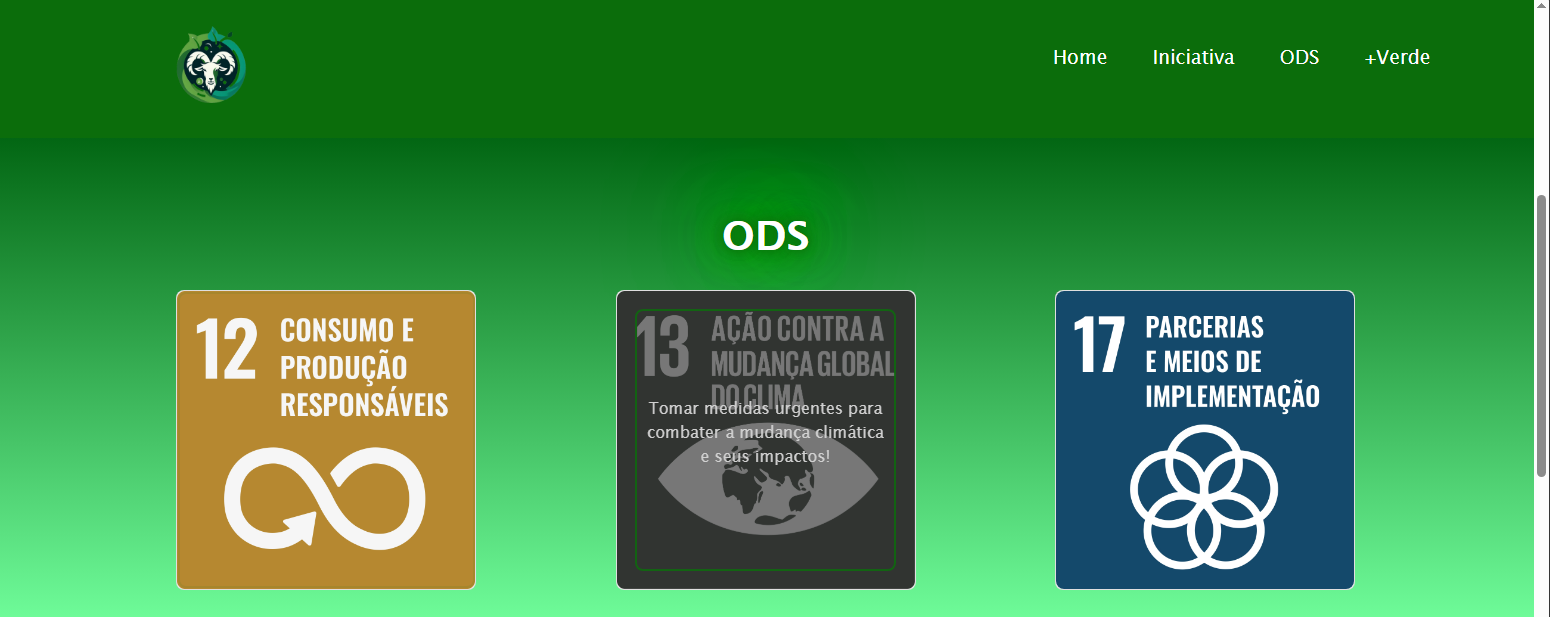 Home
Iniciativa
ODS
+Verde
ODS
12
CONSUMO E
PRODUÇÃO
RESPONSÁVEIS
13
AÇÃO CONTRA A
MUDANÇA GLOBAL
DO CLIMA
Tomar medidas urgentes para
combater a mudança climática
e seus impactos!
17
PARCERIAS
E MEIOS DE
IMPLEMENTAÇÃO